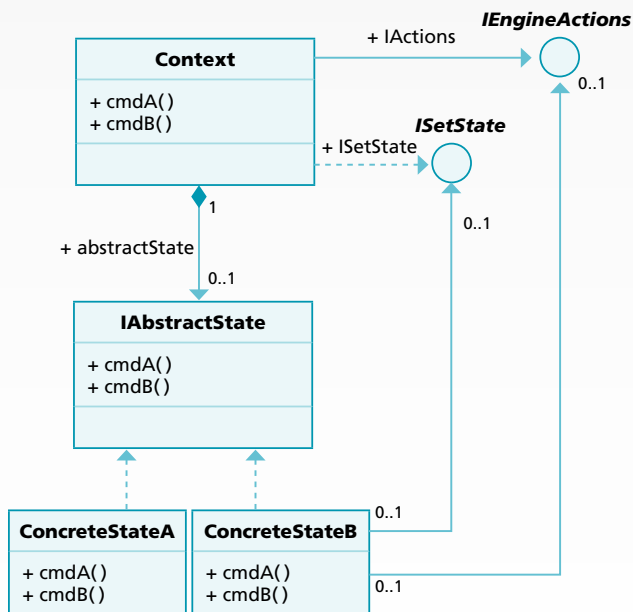 IEngineActions
+ IActions
0..1
Context
+ cmdA()
+ cmdB()
ISetState
+ ISetState
0..1
1
+ abstractState
0..1
IAbstractState
+ cmdA()
+ cmdB()
ConcreteStateA
+ cmdA()
+ cmdB()
ConcreteStateB
+ cmdA()
+ cmdB()
0..1
0..1